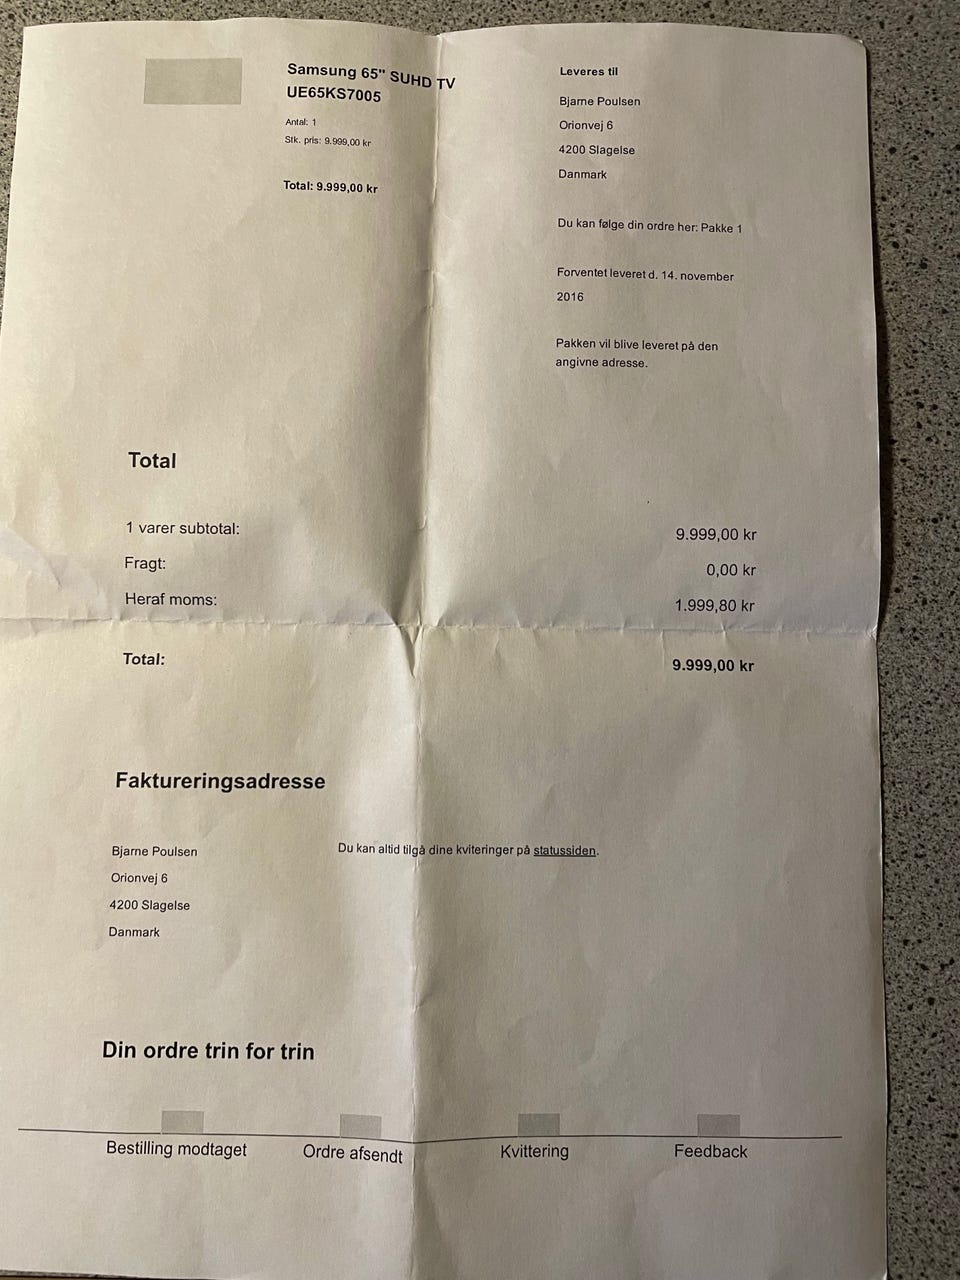 Samsung 65" SUHD TV
UE65KS7005
Antal: 1
Stk. pris: 9.999,00 kr
Total: 9.999,00 kr
Leveres til
Bjarne Poulsen
Orionvej 6
4200 Slagelse
Danmark
Du kan følge din ordre her: Pakke 1
Forventet leveret d. 14. november
2016
Pakken vil blive leveret på den
angivne adresse.
Total
1 varer subtotal: 9.999,00 kr
Fragt: 0,00 kr
Heraf moms: 1.999,80 kr
Total: 9.999,00 kr
Faktureringsadresse
Bjarne Poulsen
Orionvej 6
4200 Slagelse
Danmark
Du kan altid tilgå dine kviteringer på statussiden.
Din ordre trin for trin
Bestilling modtaget Ordre afsendt Kvittering Feedback